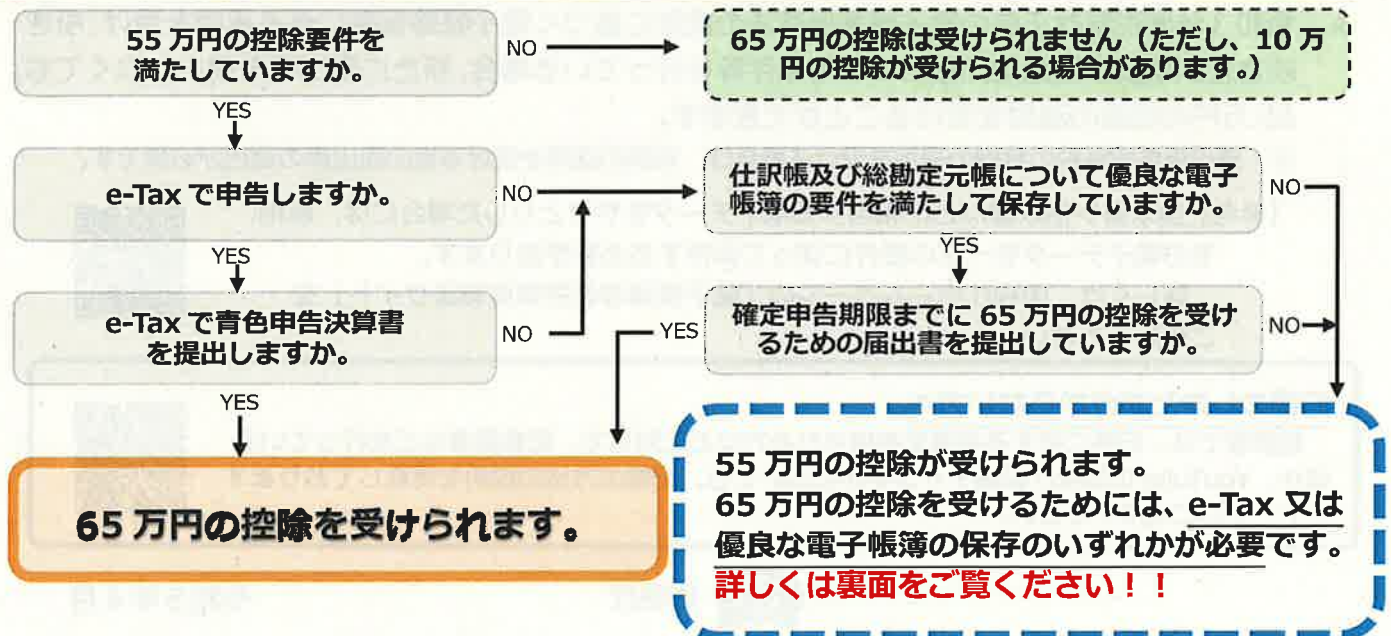 55 万円の控除要件を
満たしていますか。
NO
65 万円の控除は受けられません（ただし、10 万
円の控除が受けられる場合があります。）
YES
e-Tax で申告しますか。
NO
仕訳帳及び総勘定元帳について優良な電子
帳簿の要件を満たして保存していますか。
NO
YES
YES
e-Tax で青色申告決算書
を提出しますか。
NO
YES
確定申告期限までに 65 万円の控除を受け
るための届出書を提出していますか。
NO
YES
65 万円の控除を受けられます。
55 万円の控除が受けられます。
65 万円の控除を受けるためには、e-Tax 又は
優良な電子帳簿の保存のいずれかが必要です。
詳しくは裏面をご覧ください！！